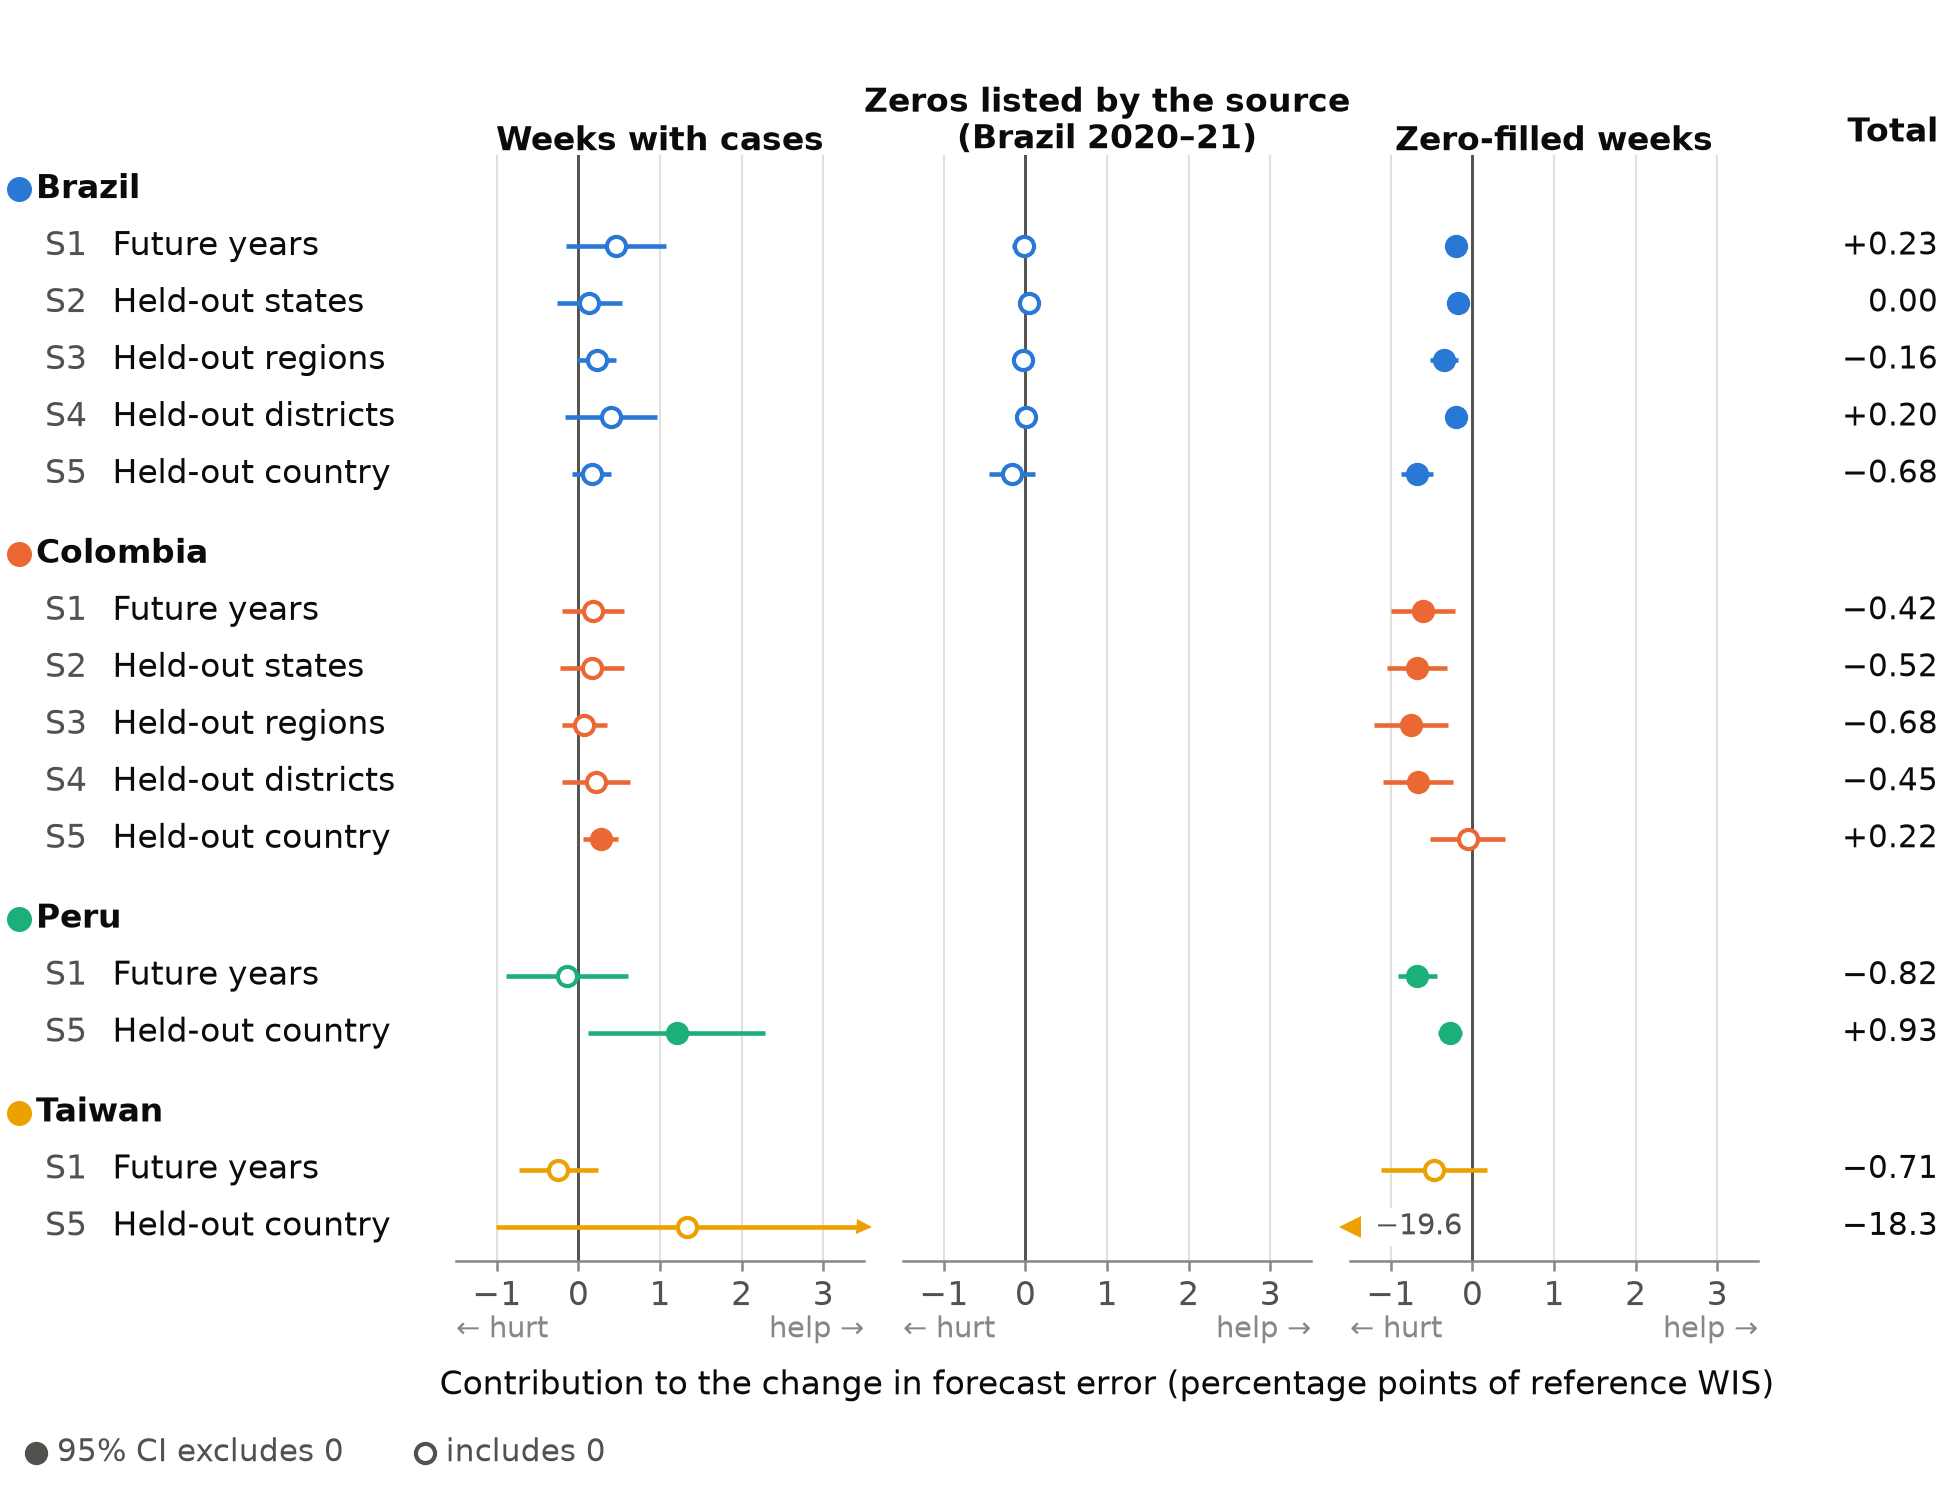 Zeros listed by the source
Weeks with cases (Brazil 2020–21) Zero-filled weeks Total
Brazil
S1 Future years +0.23
S2 Held-out states 0.00
S3 Held-out regions −0.16
S4 Held-out districts +0.20
S5 Held-out country −0.68
Colombia
S1 Future years −0.42
S2 Held-out states −0.52
S3 Held-out regions −0.68
S4 Held-out districts −0.45
S5 Held-out country +0.22
Peru
S1 Future years −0.82
S5 Held-out country +0.93
Taiwan
S1 Future years −0.71
S5 Held-out country −19.6 −18.3
−1 0 1 2 3 −1 0 1 2 3 −1 0 1 2 3
← hurt help → ← hurt help → ← hurt help →
Contribution to the change in forecast error (percentage points of reference WIS)
95% CI excludes 0 includes 0